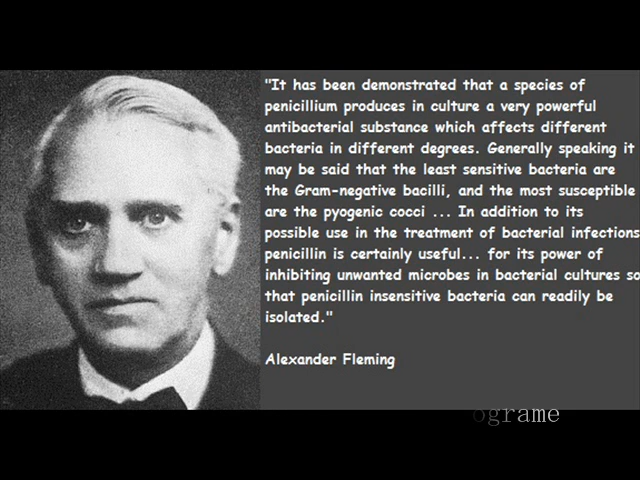 "It has been demonstrated that a species of
penicillium produces in culture a very powerful
antibacterial substance which affects different
bacteria in different degrees. Generally speaking it
may be said that the least sensitive bacteria are
the Gram-negative bacilli, and the most susceptible
are the pyogenic cocci ... In addition to its
possible use in the treatment of bacterial infections
penicillin is certainly useful... for its power of
inhibiting unwanted microbes in bacterial cultures so
that penicillin insensitive bacteria can readily be
isolated."
Alexander Fleming
ograme